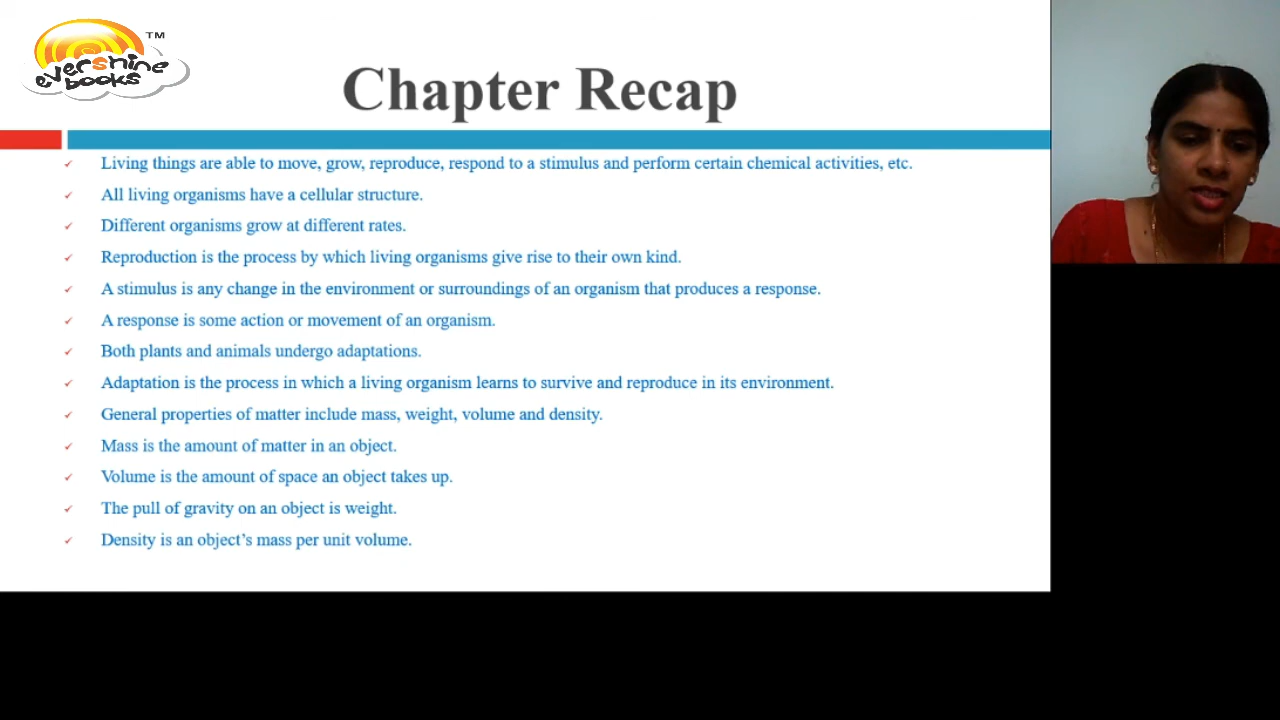 evershine
books
TM
Chapter Recap
✓ Living things are able to move, grow, reproduce, respond to a stimulus and perform certain chemical activities, etc.
✓ All living organisms have a cellular structure.
✓ Different organisms grow at different rates.
✓ Reproduction is the process by which living organisms give rise to their own kind.
✓ A stimulus is any change in the environment or surroundings of an organism that produces a response.
✓ A response is some action or movement of an organism.
✓ Both plants and animals undergo adaptations.
✓ Adaptation is the process in which a living organism learns to survive and reproduce in its environment.
✓ General properties of matter include mass, weight, volume and density.
✓ Mass is the amount of matter in an object.
✓ Volume is the amount of space an object takes up.
✓ The pull of gravity on an object is weight.
✓ Density is an object’s mass per unit volume.